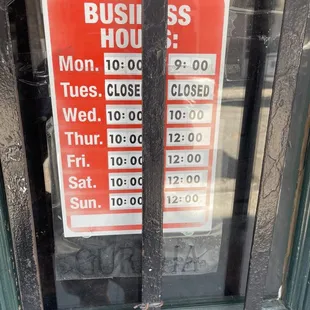 BUSINESS
HOURS:
Mon. 10:00 9:00
Tues. CLOSED CLOSED
Wed. 10:00 10:00
Thur. 10:00 12:00
Fri. 10:00 12:00
Sat. 10:00 12:00
Sun. 10:00 12:00